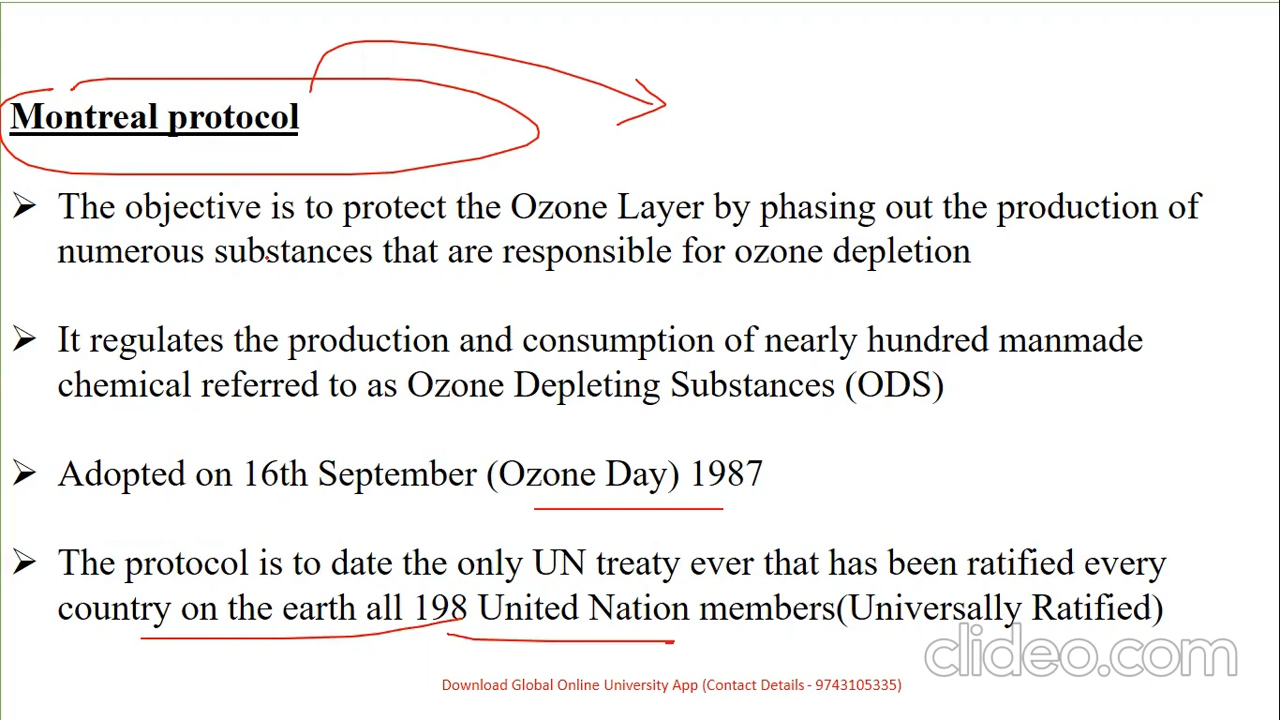 Montreal protocol
➢ The objective is to protect the Ozone Layer by phasing out the production of
numerous substances that are responsible for ozone depletion
➢ It regulates the production and consumption of nearly hundred manmade
chemical referred to as Ozone Depleting Substances (ODS)
➢ Adopted on 16th September (Ozone Day) 1987
➢ The protocol is to date the only UN treaty ever that has been ratified every
country on the earth all 198 United Nation members(Universally Ratified)
clideo.com
Download Global Online University App (Contact Details - 9743105335)